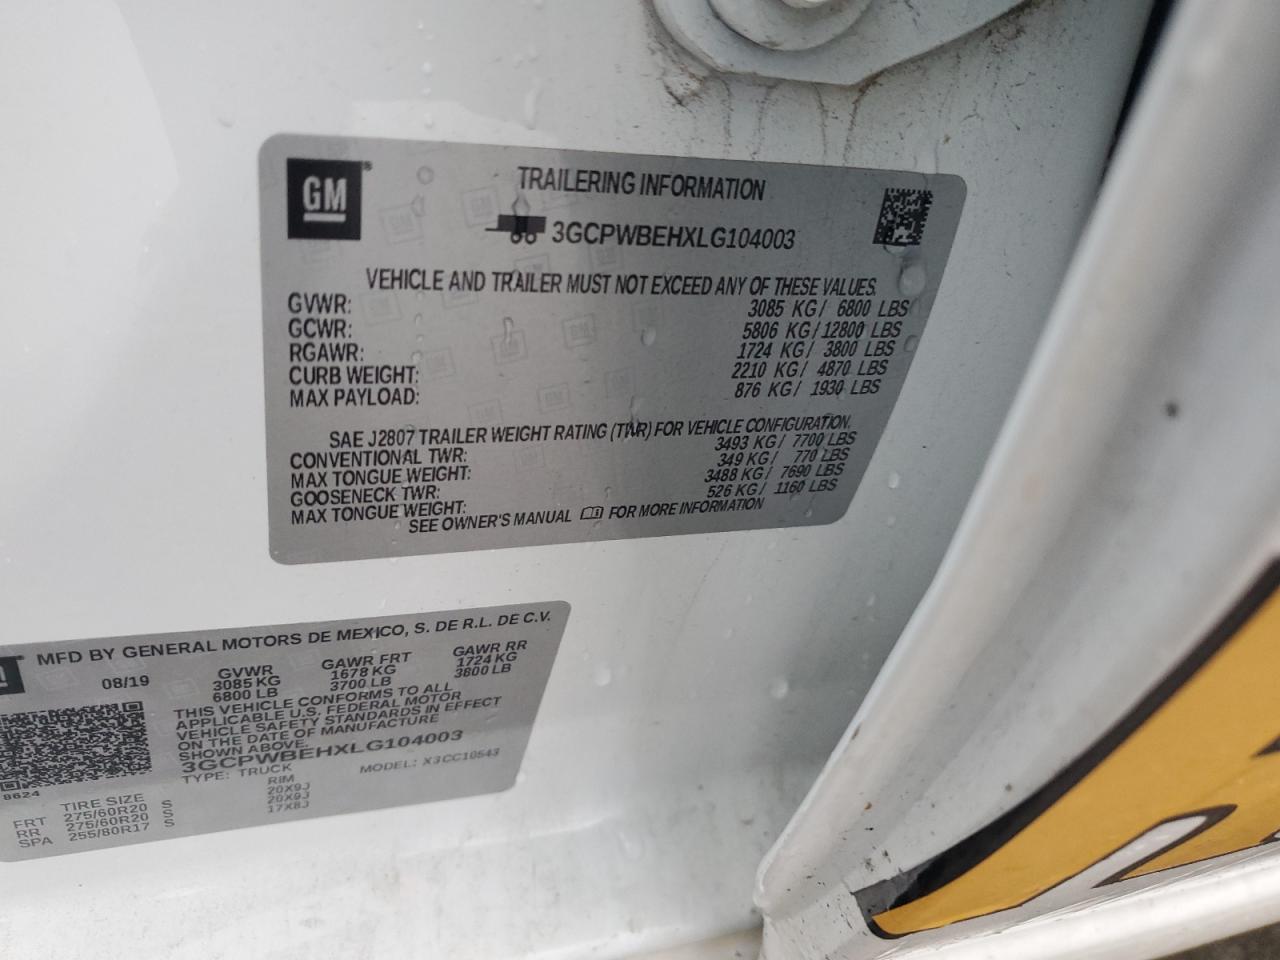 GM
TRAILERING INFORMATION
3GCPWBEHXLG104003
VEHICLE AND TRAILER MUST NOT EXCEED ANY OF THESE VALUES.
GVWR: 3085 KG/ 6800 LBS
GCWR: 5806 KG/12800 LBS
RGAWR: 1724 KG/ 3800 LBS
CURB WEIGHT: 2210 KG/ 4870 LBS
MAX PAYLOAD: 876 KG/ 1930 LBS
SAE J2807 TRAILER WEIGHT RATING (TWR) FOR VEHICLE CONFIGURATION.
CONVENTIONAL TWR: 3493 KG/ 7700 LBS
MAX TONGUE WEIGHT: 349 KG/ 770 LBS
GOOSENECK TWR: 3488 KG/ 7690 LBS
MAX TONGUE WEIGHT: 526 KG/ 1160 LBS
SEE OWNER'S MANUAL FOR MORE INFORMATION
MFD BY GENERAL MOTORS DE MEXICO, S. DE R.L. DE C.V.
08/19 GVWR GAWR FRT GAWR RR
3085 KG 1678 KG 1724 KG
6800 LB 3700 LB 3800 LB
THIS VEHICLE CONFORMS TO ALL
APPLICABLE U.S. FEDERAL MOTOR
VEHICLE SAFETY STANDARDS IN EFFECT
ON THE DATE OF MANUFACTURE
SHOWN ABOVE.
3GCPWBEHXLG104003
TYPE: TRUCK MODEL: X3CC10543
8624
TIRE SIZE RIM
FRT 275/60R20 S 20X9J
RR 275/60R20 S 20X9J
SPA 255/80R17 S 17X8J